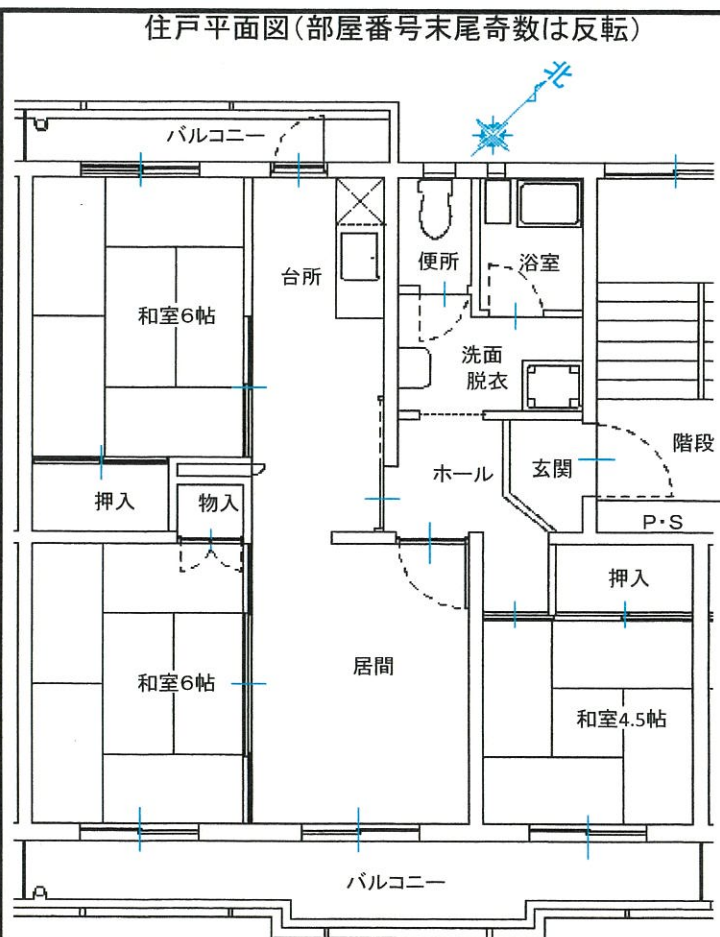 住戸平面図(部屋番号末尾奇数は反転)
北
バルコニー
台所
便所
浴室
和室6帖
洗面
脱衣
階段
ホール
玄関
押入
物入
P・S
押入
居間
和室6帖
和室4.5帖
バルコニー